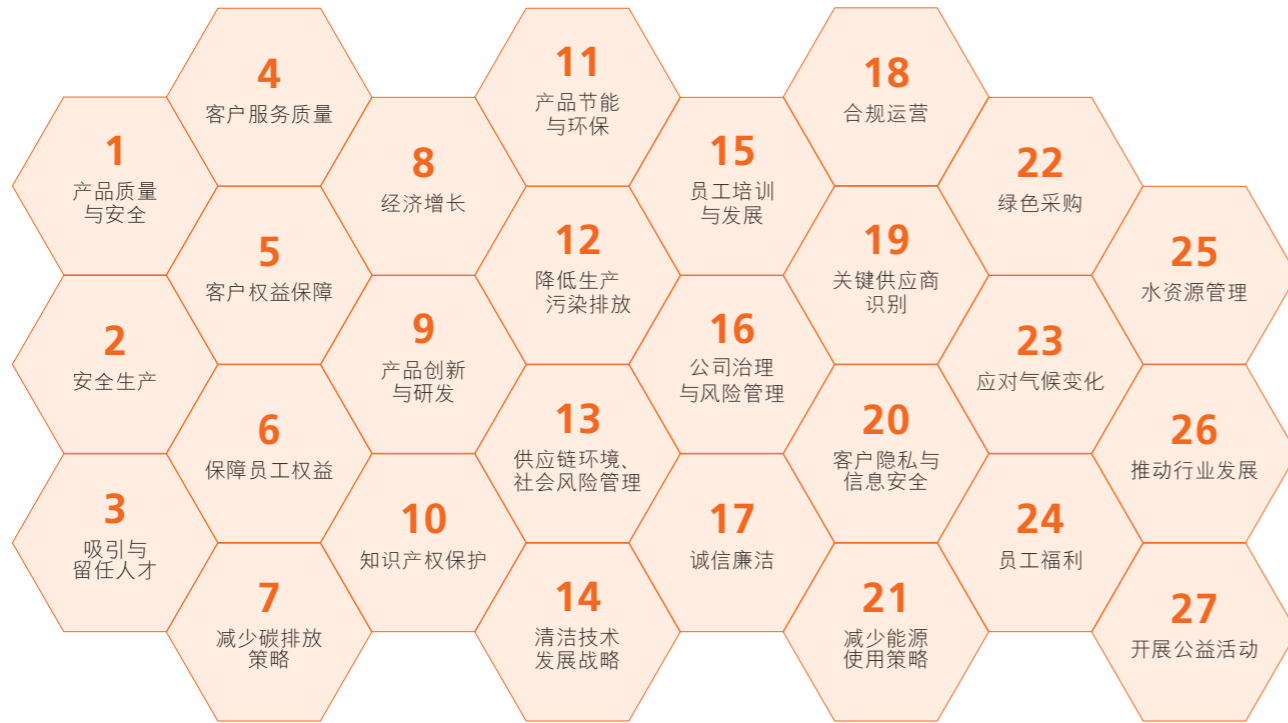 1
产品质量
与安全
2
安全生产
3
吸引与
留任人才
4
客户服务质量
5
客户权益保障
6
保障员工权益
7
减少碳排放
策略
8
经济增长
9
产品创新
与研发
10
知识产权保护
11
产品节能
与环保
12
降低生产
污染排放
13
供应链环境、
社会风险管理
14
清洁技术
发展战略
15
员工培训
与发展
16
公司治理
与风险管理
17
诚信廉洁
18
合规运营
19
关键供应商
识别
20
客户隐私与
信息安全
21
减少能源
使用策略
22
绿色采购
23
应对气候变化
24
员工福利
25
水资源管理
26
推动行业发展
27
开展公益活动